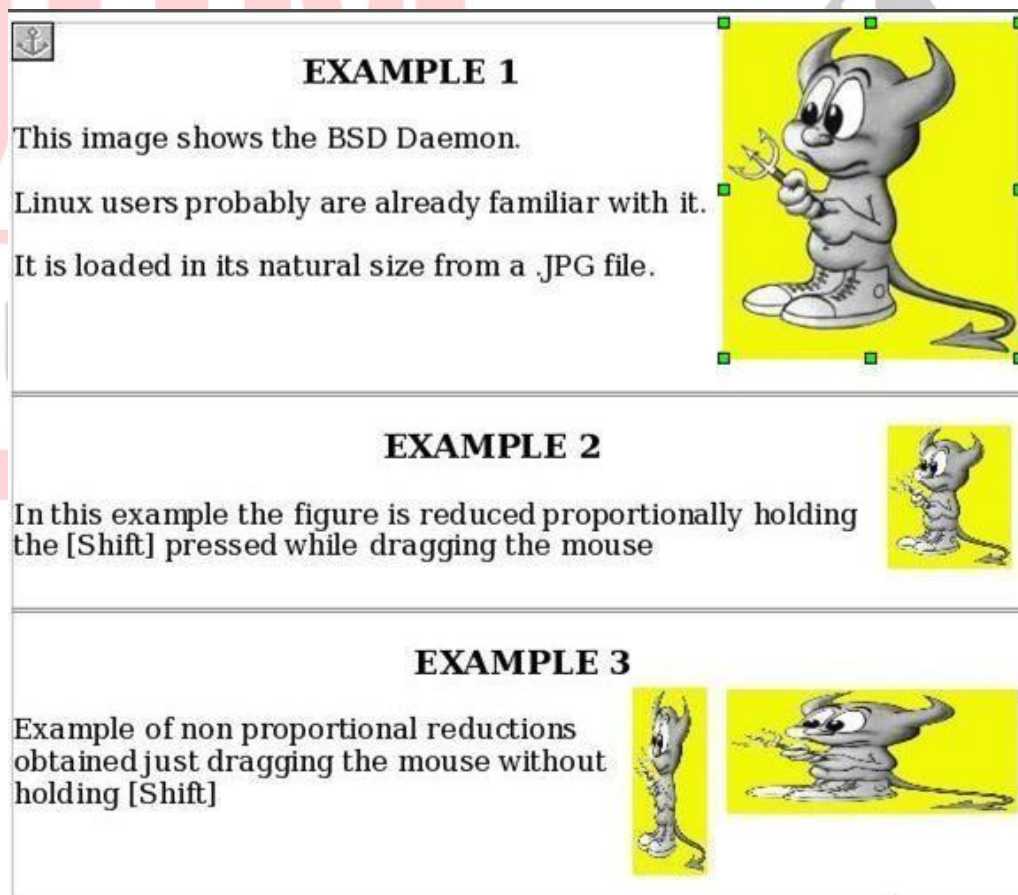 EXAMPLE 1
This image shows the BSD Daemon.
Linux users probably are already familiar with it.
It is loaded in its natural size from a .JPG file.
EXAMPLE 2
In this example the figure is reduced proportionally holding
the [Shift] pressed while dragging the mouse
EXAMPLE 3
Example of non proportional reductions
obtained just dragging the mouse without
holding [Shift]